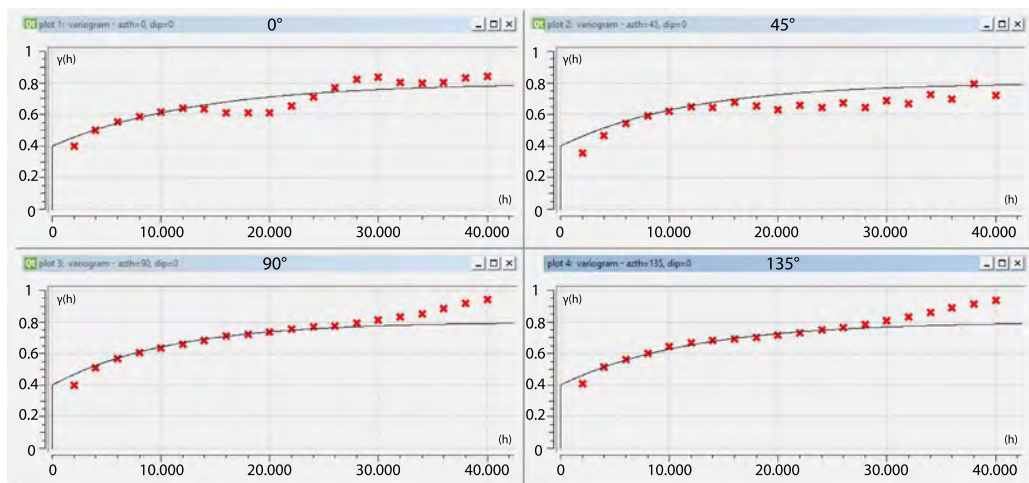 plot 1: variogram - azth=0, dip=0
0°
1
γ(h)
0.8
0.6
0.4
0.2
0
(h)
0 10.000 20.000 30.000 40.000
plot 2: variogram - azth=45, dip=0
45°
1
γ(h)
0.8
0.6
0.4
0.2
0
(h)
0 10.000 20.000 30.000 40.000
plot 3: variogram - azth=90, dip=0
90°
1
γ(h)
0.8
0.6
0.4
0.2
0
(h)
0 10.000 20.000 30.000 40.000
plot 4: variogram - azth=135, dip=0
135°
1
γ(h)
0.8
0.6
0.4
0.2
0
(h)
0 10.000 20.000 30.000 40.000